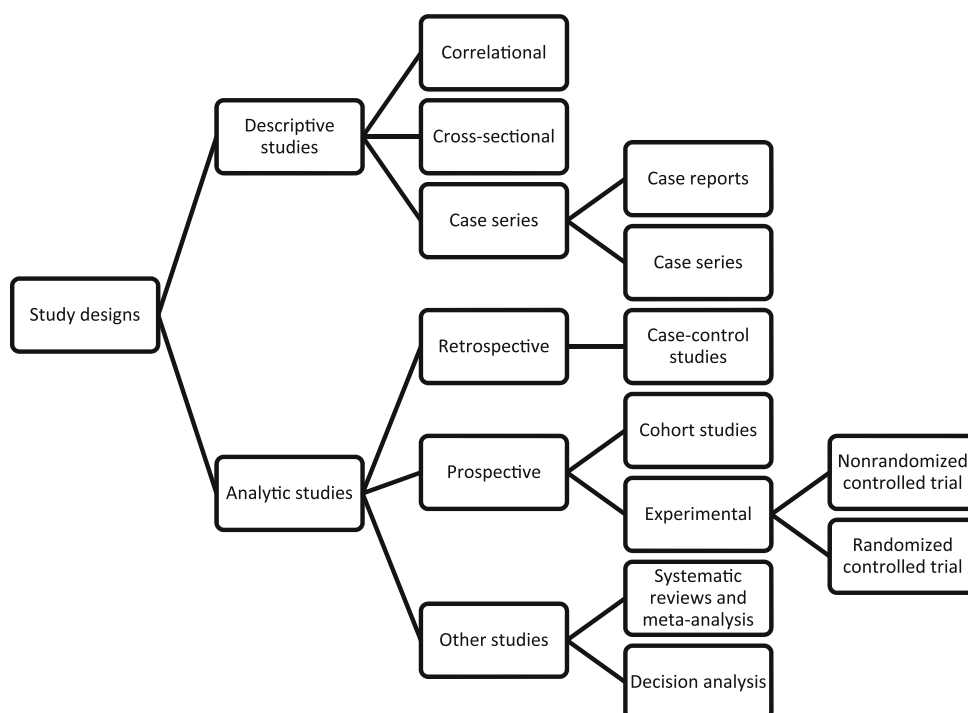 Correlational
Descriptive
studies
Cross-sectional
Case series
Case reports
Case series
Study designs
Retrospective
Case-control
studies
Analytic studies
Prospective
Cohort studies
Experimental
Nonrandomized
controlled trial
Randomized
controlled trial
Other studies
Systematic
reviews and
meta-analysis
Decision analysis